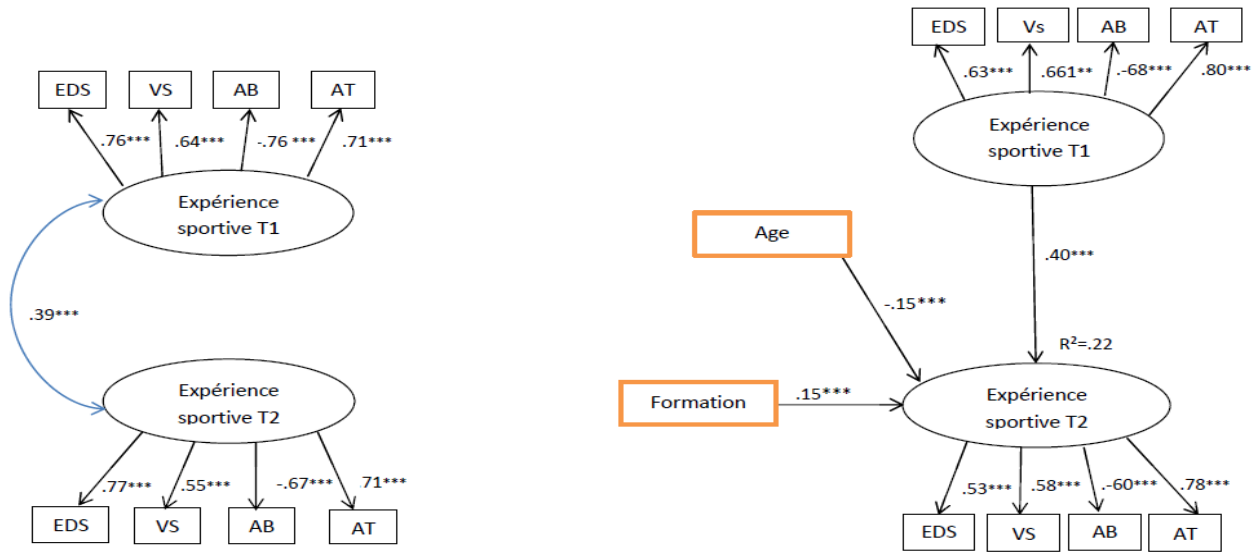 EDS VS AB AT
.76*** .64*** -.76 *** .71***
Expérience
sportive T1
.39***
Expérience
sportive T2
.77*** .55*** -.67*** .71***
EDS VS AB AT
EDS Vs AB AT
.63*** .661** .-68*** .80***
Expérience
sportive T1
Age
.40***
-.15***
R²=.22
Formation
.15***
Expérience
sportive T2
.53*** .58*** .-60*** .78***
EDS VS AB AT